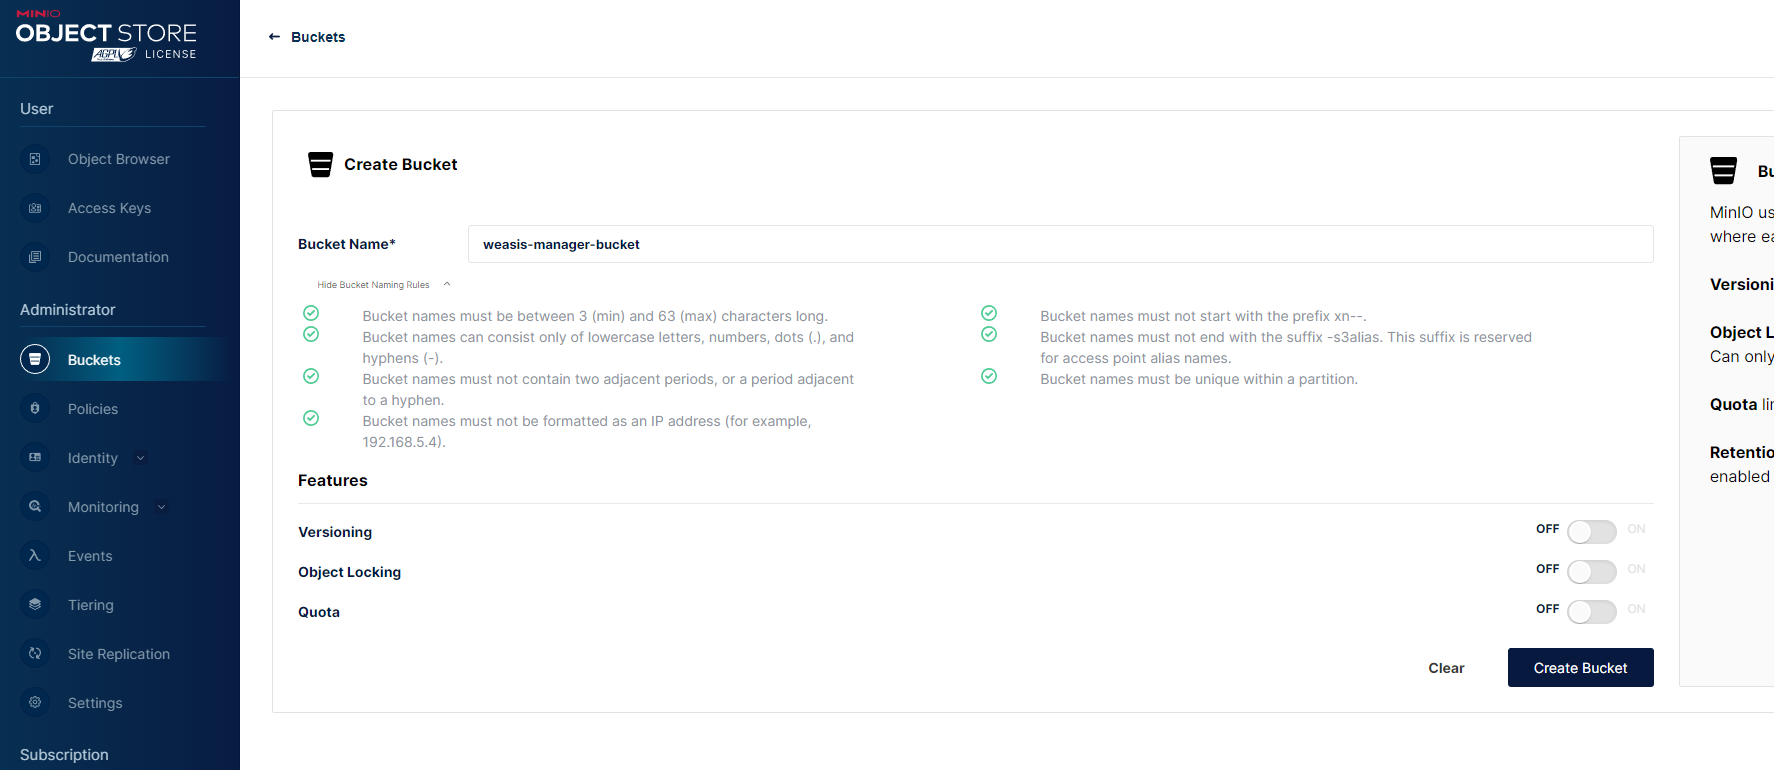 MINIO
OBJECT STORE
AGPLV3 LICENSE
User
Object Browser
Access Keys
Documentation
Administrator
Buckets
Policies
Identity
Monitoring
Events
Tiering
Site Replication
Settings
Subscription
Buckets
Create Bucket
Bucket Name*
weasis-manager-bucket
Hide Bucket Naming Rules
Bucket names must be between 3 (min) and 63 (max) characters long.
Bucket names can consist only of lowercase letters, numbers, dots (.), and
hyphens (-).
Bucket names must not contain two adjacent periods, or a period adjacent
to a hyphen.
Bucket names must not be formatted as an IP address (for example,
192.168.5.4).
Bucket names must not start with the prefix xn--.
Bucket names must not end with the suffix -s3alias. This suffix is reserved
for access point alias names.
Bucket names must be unique within a partition.
Features
Versioning
OFF ON
Object Locking
OFF ON
Quota
OFF ON
Clear
Create Bucket
Bu
MinIO us
where ea
Versioni
Object L
Can only
Quota lir
Retentio
enabled